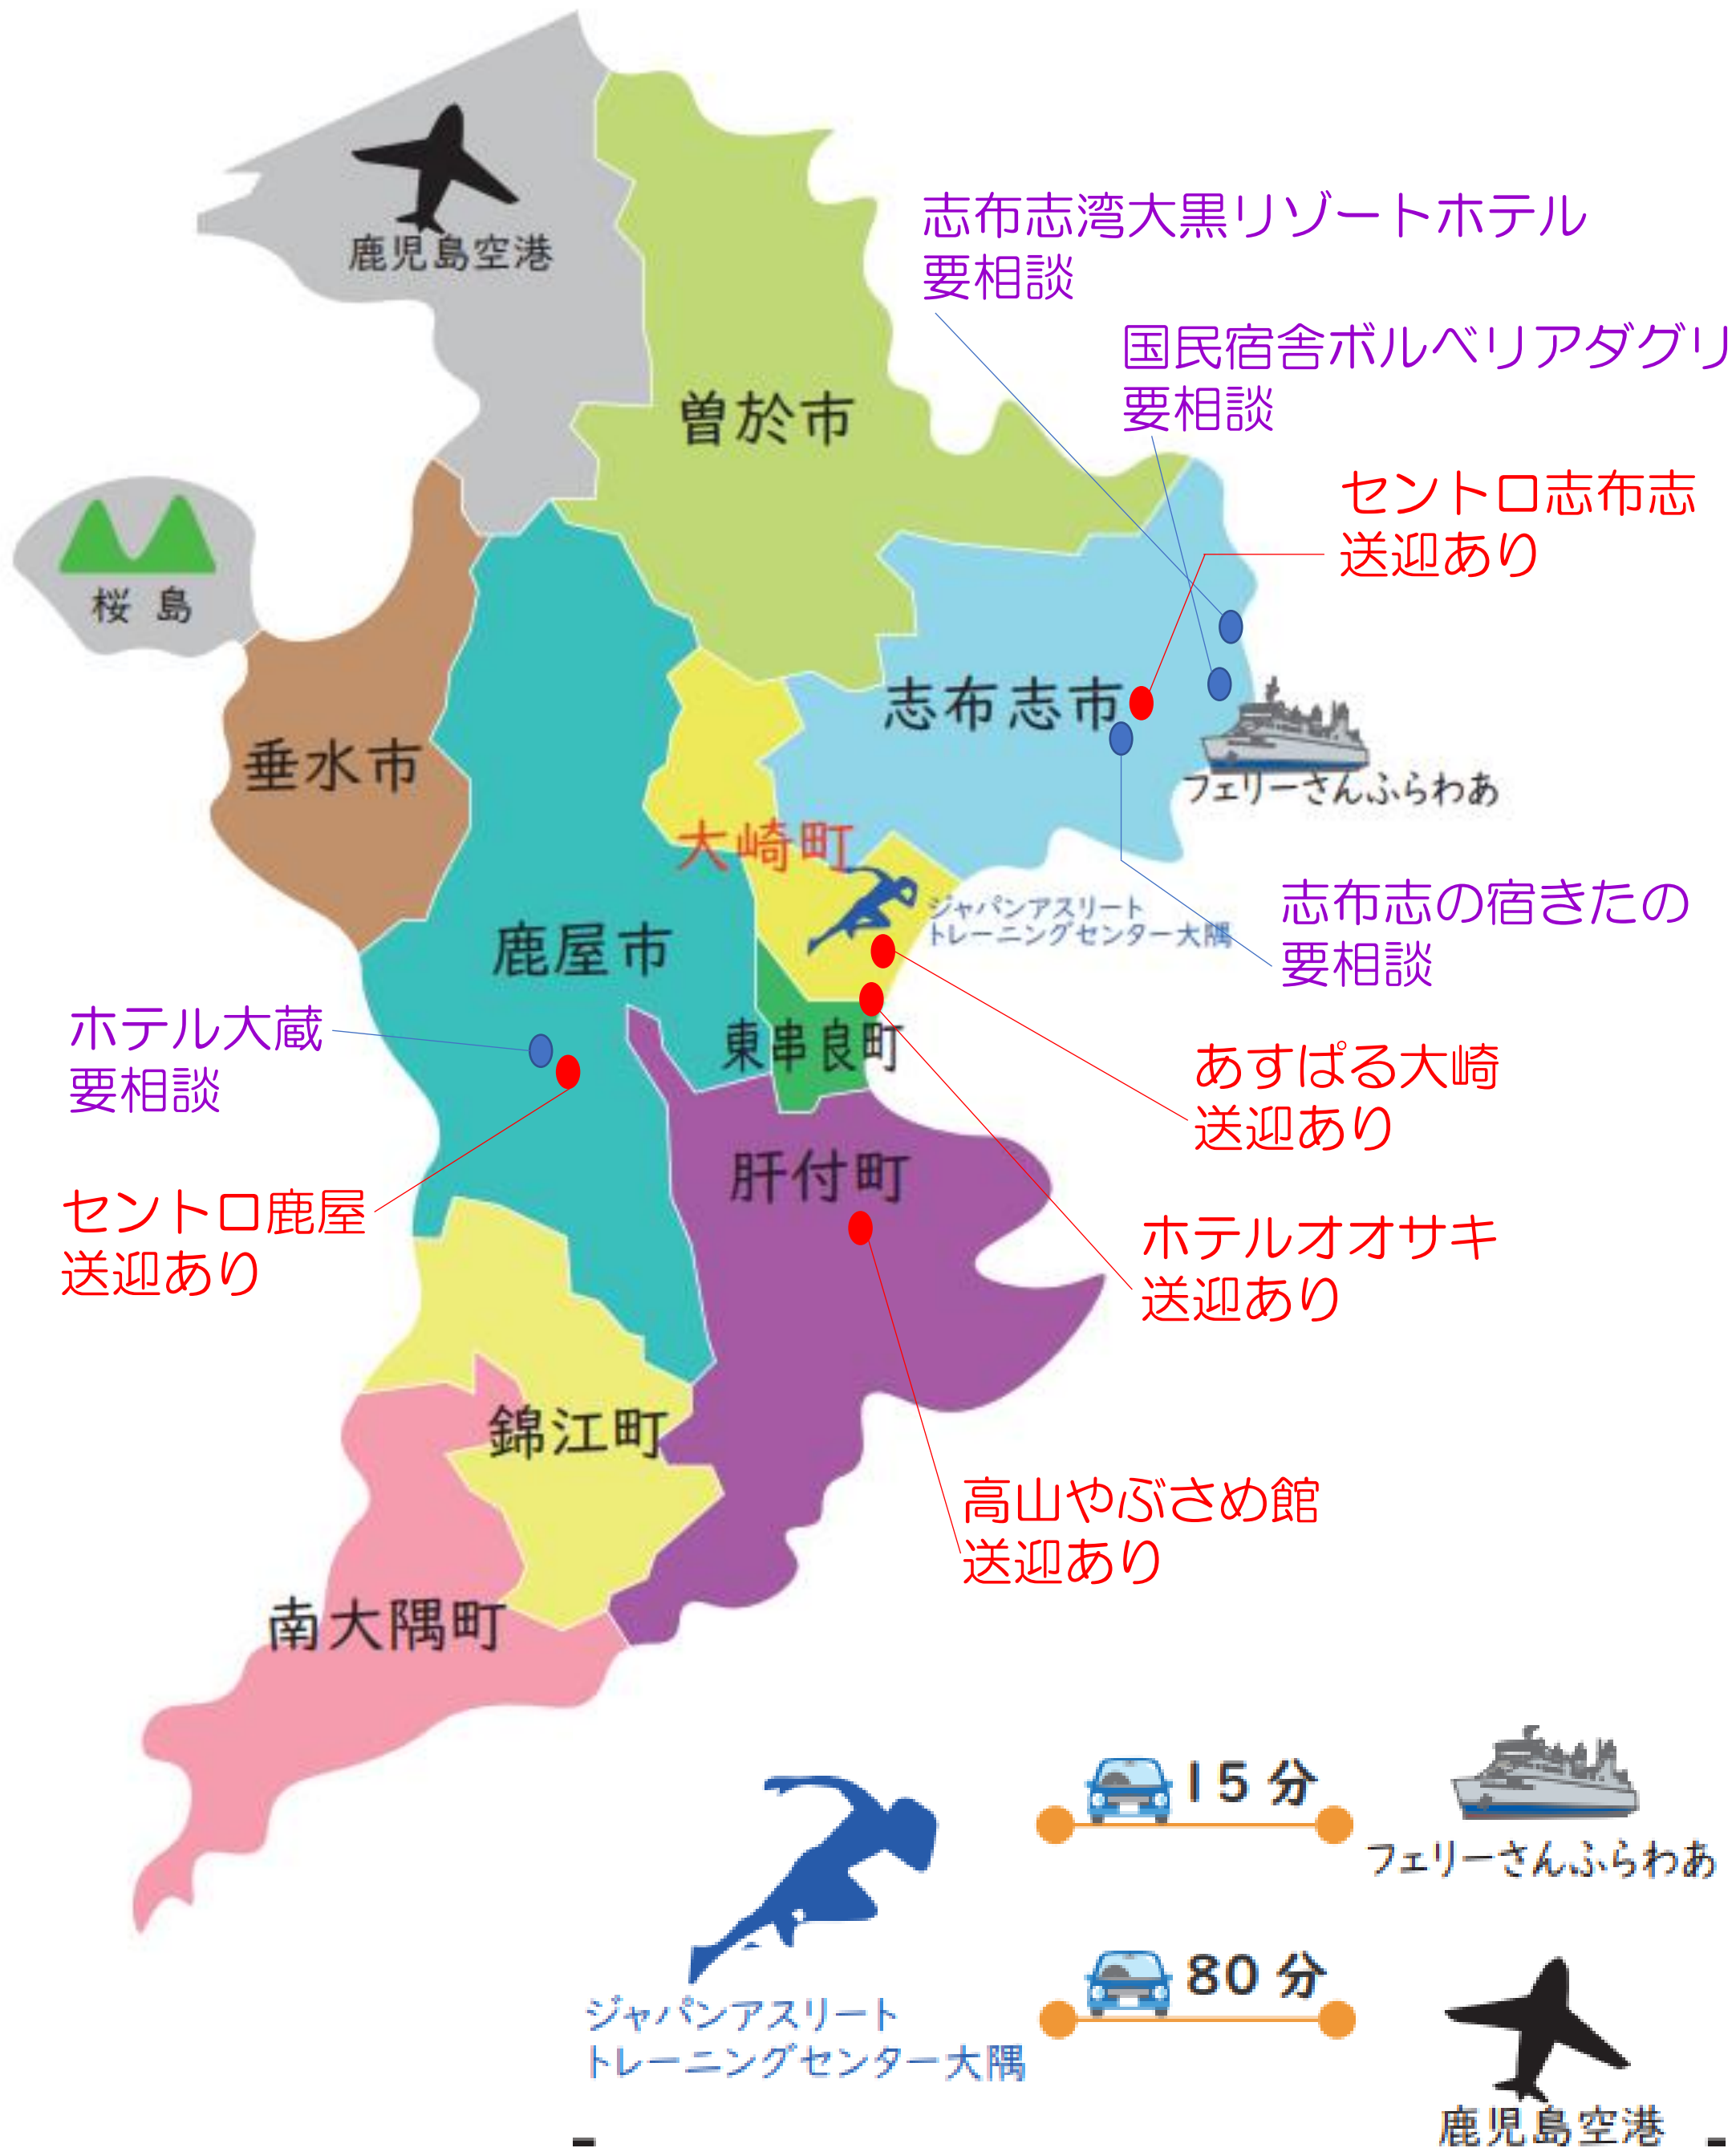 鹿児島空港
志布志湾大黒リゾートホテル
要相談
国民宿舎ボルベリアダグリ
要相談
曽於市
セントロ志布志
送迎あり
桜 島
志布志市
垂水市
フェリーさんふらわあ
大崎町
ジャパンアスリート
トレーニングセンター大隅
志布志の宿きたの
要相談
鹿屋市
ホテル大蔵
要相談
東串良町
あすぱる大崎
送迎あり
肝付町
セントロ鹿屋
送迎あり
ホテルオオサキ
送迎あり
錦江町
高山やぶさめ館
送迎あり
南大隅町
15分
フェリーさんふらわあ
80分
ジャパンアスリート
トレーニングセンター大隅
鹿児島空港